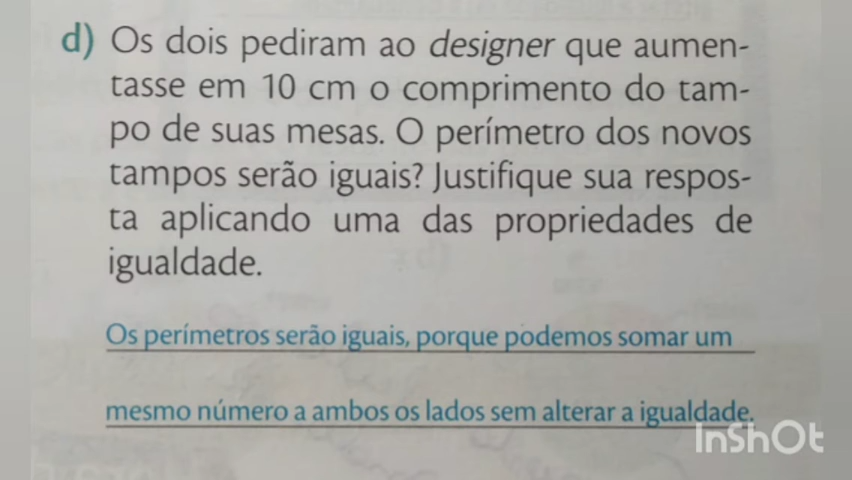 d) Os dois pediram ao designer que aumen-
tasse em 10 cm o comprimento do tam-
po de suas mesas. O perímetro dos novos
tampos serão iguais? Justifique sua respos-
ta aplicando uma das propriedades de
igualdade.
Os perímetros serão iguais, porque podemos somar um
mesmo número a ambos os lados sem alterar a igualdade.
InShOt